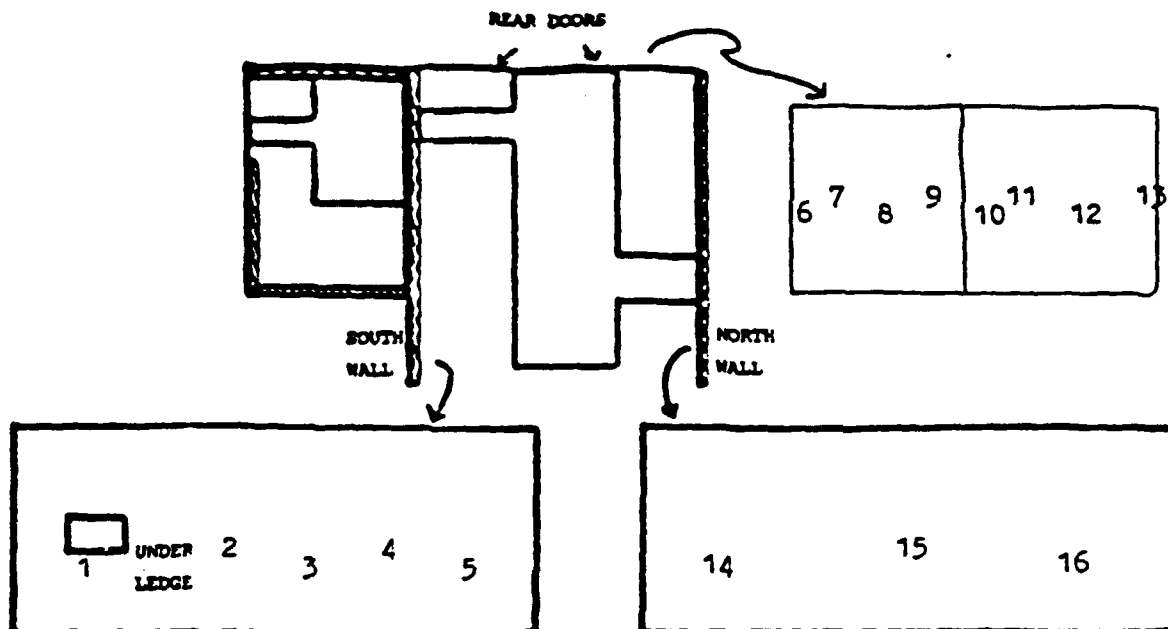 REAR DOORS
6 7 8 9 10 11 12 13
SOUTH WALL
NORTH WALL
1 UNDER LEDGE 2 3 4 5
14 15 16